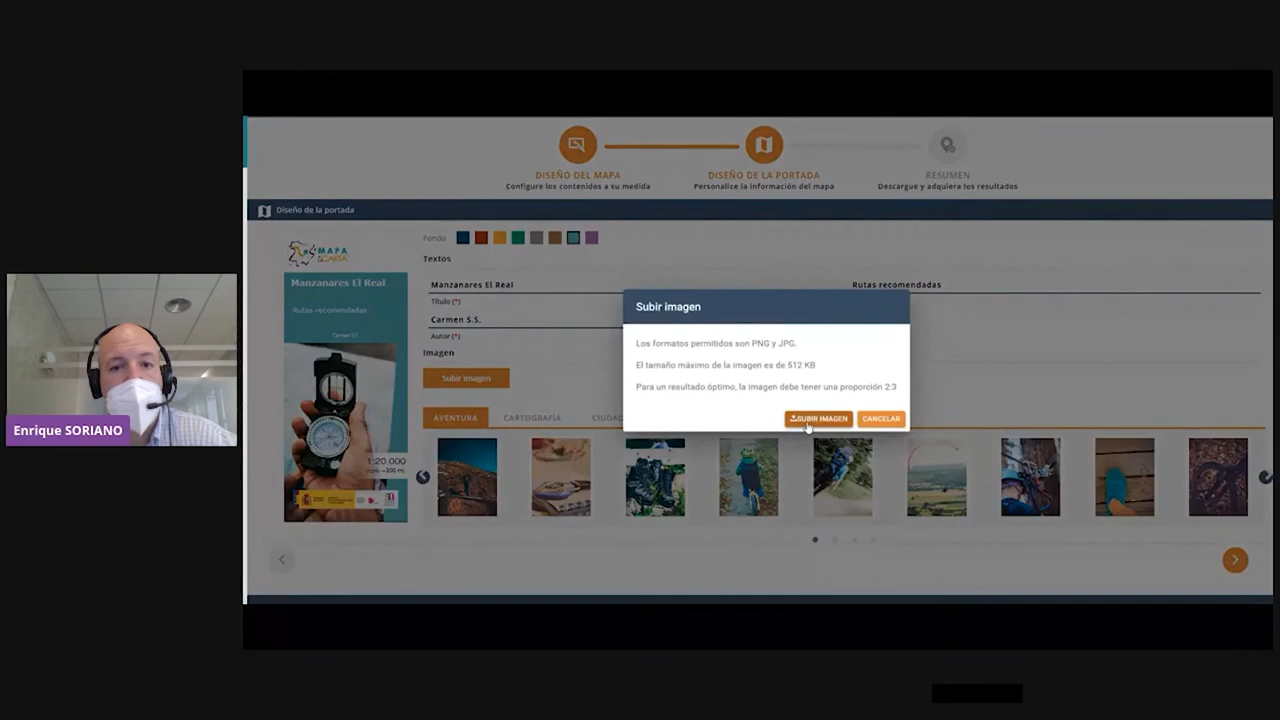 DISEÑO DEL MAPA
Configure los contenidos a su medida
DISEÑO DE LA PORTADA
Personalice la información del mapa
RESUMEN
Descargue y adquiera los resultados
Diseño de la portada
MAPA
A LA CARTA
Manzanares El Real
Rutas recomendadas
Carmen S.S.
1:20.000
Fondo
Textos
Manzanares El Real
Título (*)
Rutas recomendadas
Carmen S.S.
Autor (*)
Imagen
Subir imagen
AVENTURA
CARTOGRAFÍA
Subir imagen
Los formatos permitidos son PNG y JPG.
El tamaño máximo de la imagen es de 512 KB
Para un resultado óptimo, la imagen debe tener una proporción 2:3
SUBIR IMAGEN
CANCELAR
Enrique SORIANO